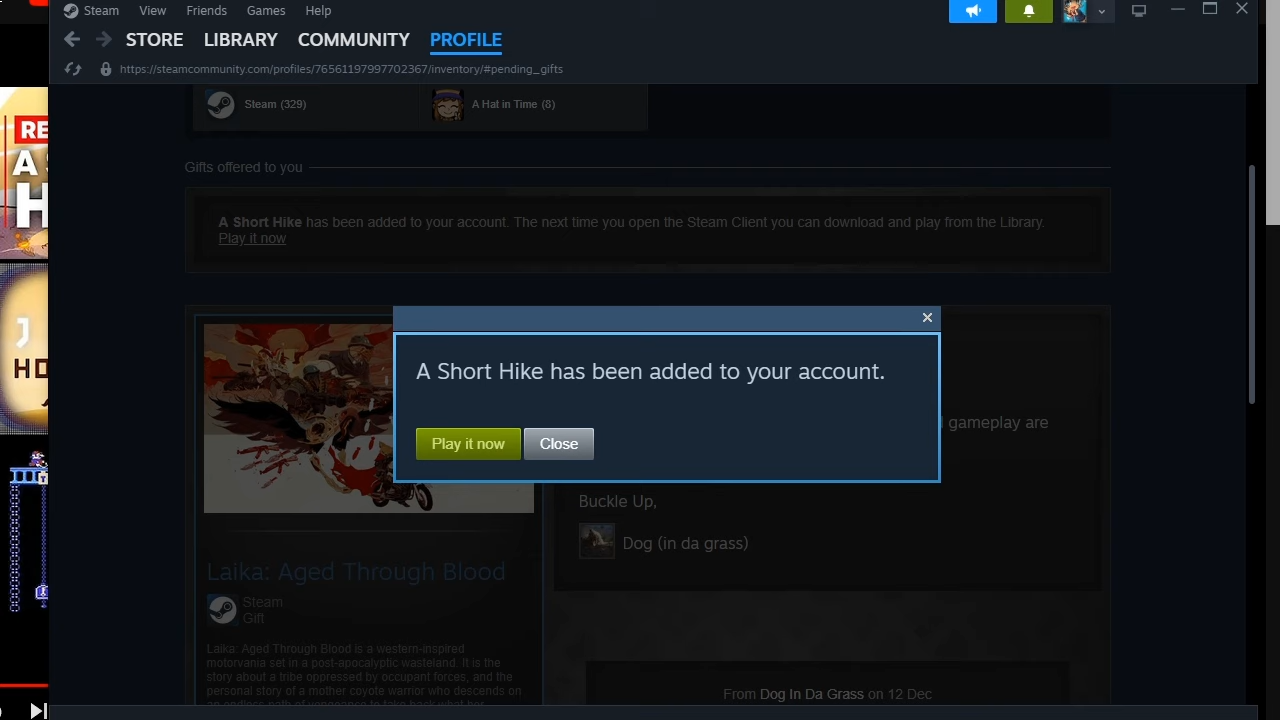 Steam View Friends Games Help
STORE LIBRARY COMMUNITY PROFILE
https://steamcommunity.com/profiles/76561197997702367/inventory/#pending_gifts
Steam (329) A Hat in Time (8)
Gifts offered to you
A Short Hike has been added to your account. The next time you open the Steam Client you can download and play from the Library.
Play it now
A Short Hike has been added to your account.
gameplay are
Play it now Close
Buckle Up,
Dog (in da grass)
Laika: Aged Through Blood
Steam
Gift
Laika: Aged Through Blood is a western-inspired
motorvania set in a post-apocalyptic wasteland. It is the
story about a tribe oppressed by occupant forces, and the
personal story of a mother coyote warrior who descends on
From Dog In Da Grass on 12 Dec